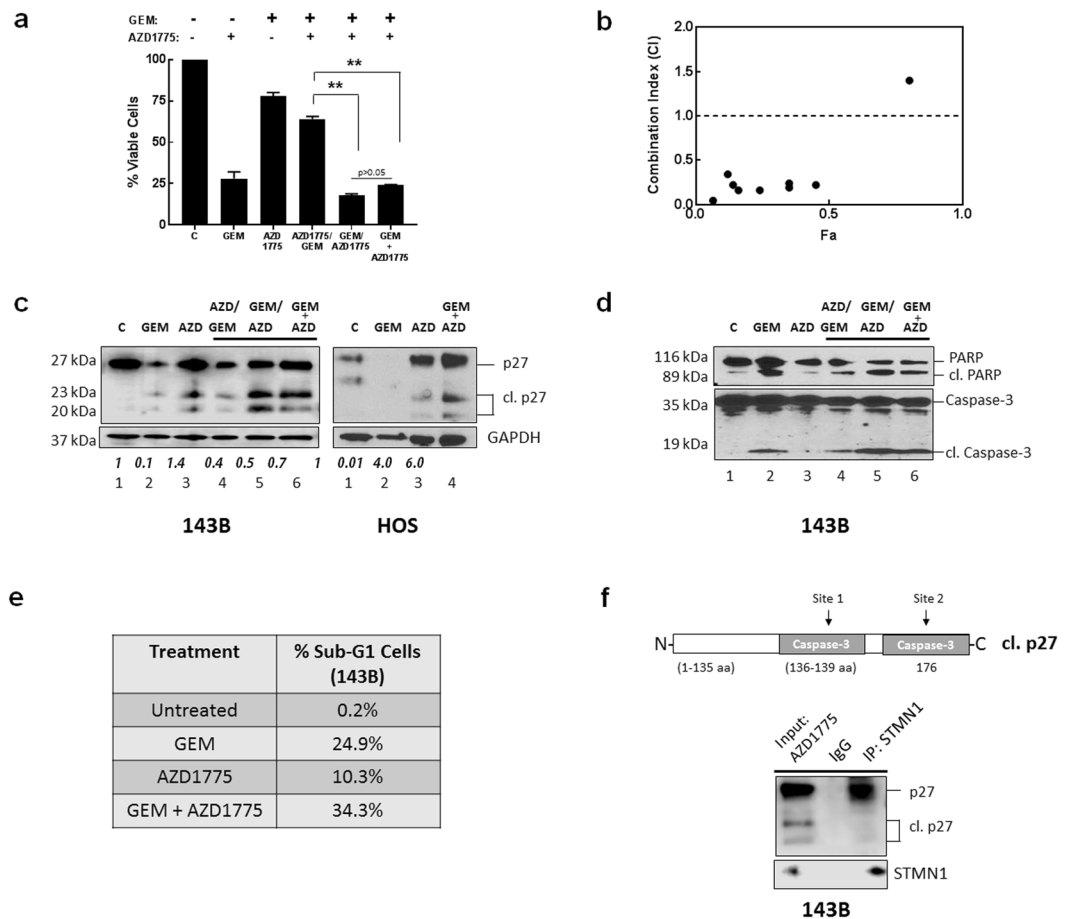 a
GEM: - - + + + +
AZD1775: - + - + + +
% Viable Cells
100
75
50
25
0
**
**
p>0.05
C GEM AZD 1775 AZD1775/ GEM GEM/ AZD1775 GEM + AZD1775
b
Combination Index (CI)
2.0
1.5
1.0
0.5
0.0
0.0 0.5 1.0
Fa
c
C GEM AZD AZD/ GEM GEM/ AZD GEM + AZD
C GEM AZD GEM + AZD
27 kDa
23 kDa
20 kDa
37 kDa
p27
cl. p27
GAPDH
1 0.1 1.4 0.4 0.5 0.7 1 0.01 4.0 6.0
1 2 3 4 5 6 1 2 3 4
143B HOS
d
C GEM AZD AZD/ GEM GEM/ AZD GEM + AZD
116 kDa
89 kDa
35 kDa
19 kDa
PARP
cl. PARP
Caspase-3
cl. Caspase-3
1 2 3 4 5 6
143B
e
Treatment % Sub-G1 Cells (143B)
Untreated 0.2%
GEM 24.9%
AZD1775 10.3%
GEM + AZD1775 34.3%
f
Site 1 Site 2
N Caspase-3 Caspase-3 C cl. p27
(1-135 aa) (136-139 aa) 176
Input: AZD1775 IgG IP: STMN1
p27
cl. p27
STMN1
143B